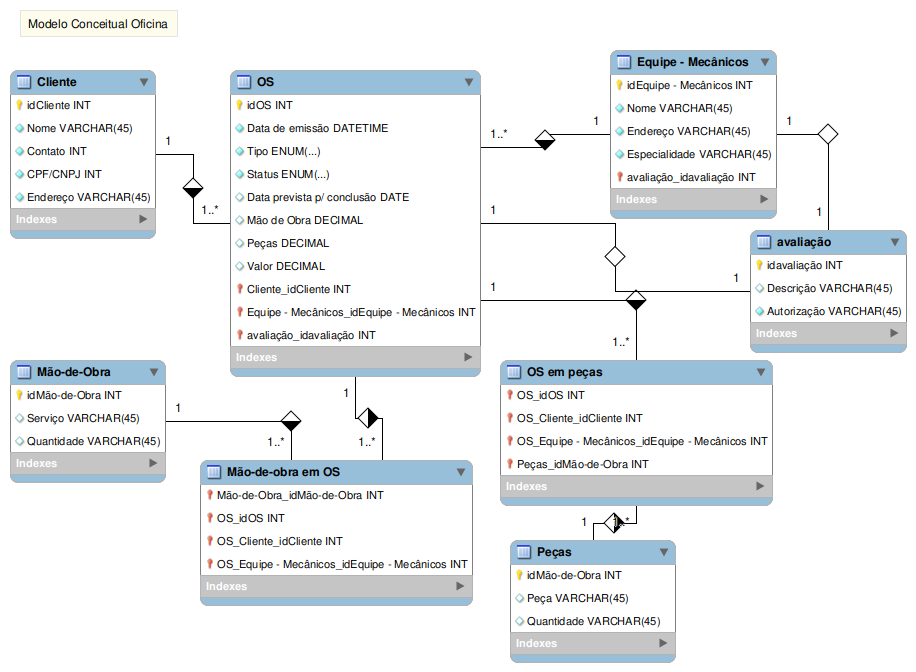 Modelo Conceitual Oficina
Cliente
idCliente INT
Nome VARCHAR(45)
Contato INT
CPF/CNPJ INT
Endereço VARCHAR(45)
Indexes
1
1..*
OS
idOS INT
Data de emissão DATETIME
Tipo ENUM(...)
Status ENUM(...)
Data prevista p/ conclusão DATE
Mão de Obra DECIMAL
Peças DECIMAL
Valor DECIMAL
Cliente_idCliente INT
Equipe - Mecânicos_idEquipe - Mecânicos INT
avaliação_idavaliação INT
Indexes
1..*
1
1
1
1
1..*
Equipe - Mecânicos
idEquipe - Mecânicos INT
Nome VARCHAR(45)
Endereço VARCHAR(45)
Especialidade VARCHAR(45)
avaliação_idavaliação INT
Indexes
1
1
avaliação
idavaliação INT
Descrição VARCHAR(45)
Autorização VARCHAR(45)
Indexes
Mão-de-Obra
idMão-de-Obra INT
Serviço VARCHAR(45)
Quantidade VARCHAR(45)
Indexes
1
1..*
1
1..*
Mão-de-obra em OS
Mão-de-Obra_idMão-de-Obra INT
OS_idOS INT
OS_Cliente_idCliente INT
OS_Equipe - Mecânicos_idEquipe - Mecânicos INT
Indexes
OS em peças
OS_idOS INT
OS_Cliente_idCliente INT
OS_Equipe - Mecânicos_idEquipe - Mecânicos INT
Peças_idMão-de-Obra INT
Indexes
1
1..*
Peças
idMão-de-Obra INT
Peça VARCHAR(45)
Quantidade VARCHAR(45)
Indexes